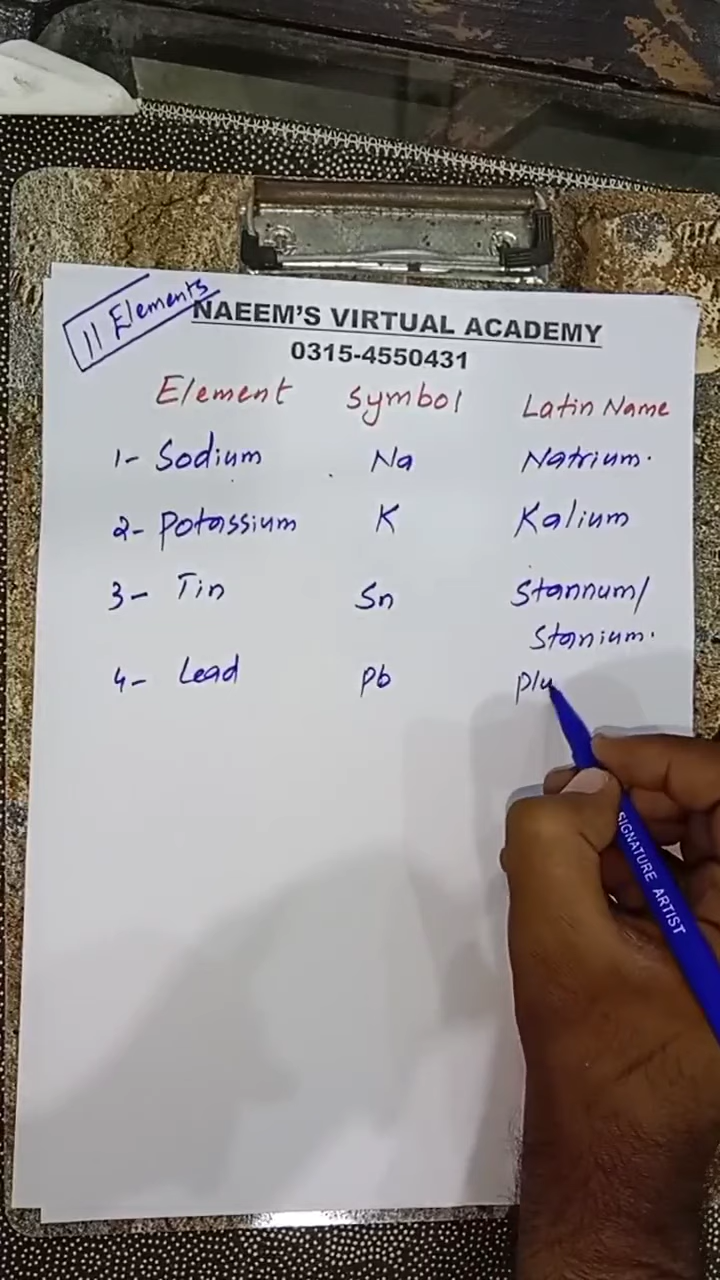 11 Elements
NAEEM'S VIRTUAL ACADEMY
0315-4550431
Element Symbol Latin Name
1- Sodium Na Natrium.
2- Potassium K Kalium
3- Tin Sn Stannum/
Stanium.
4- Lead Pb Plu
SIGNATURE ARTIST